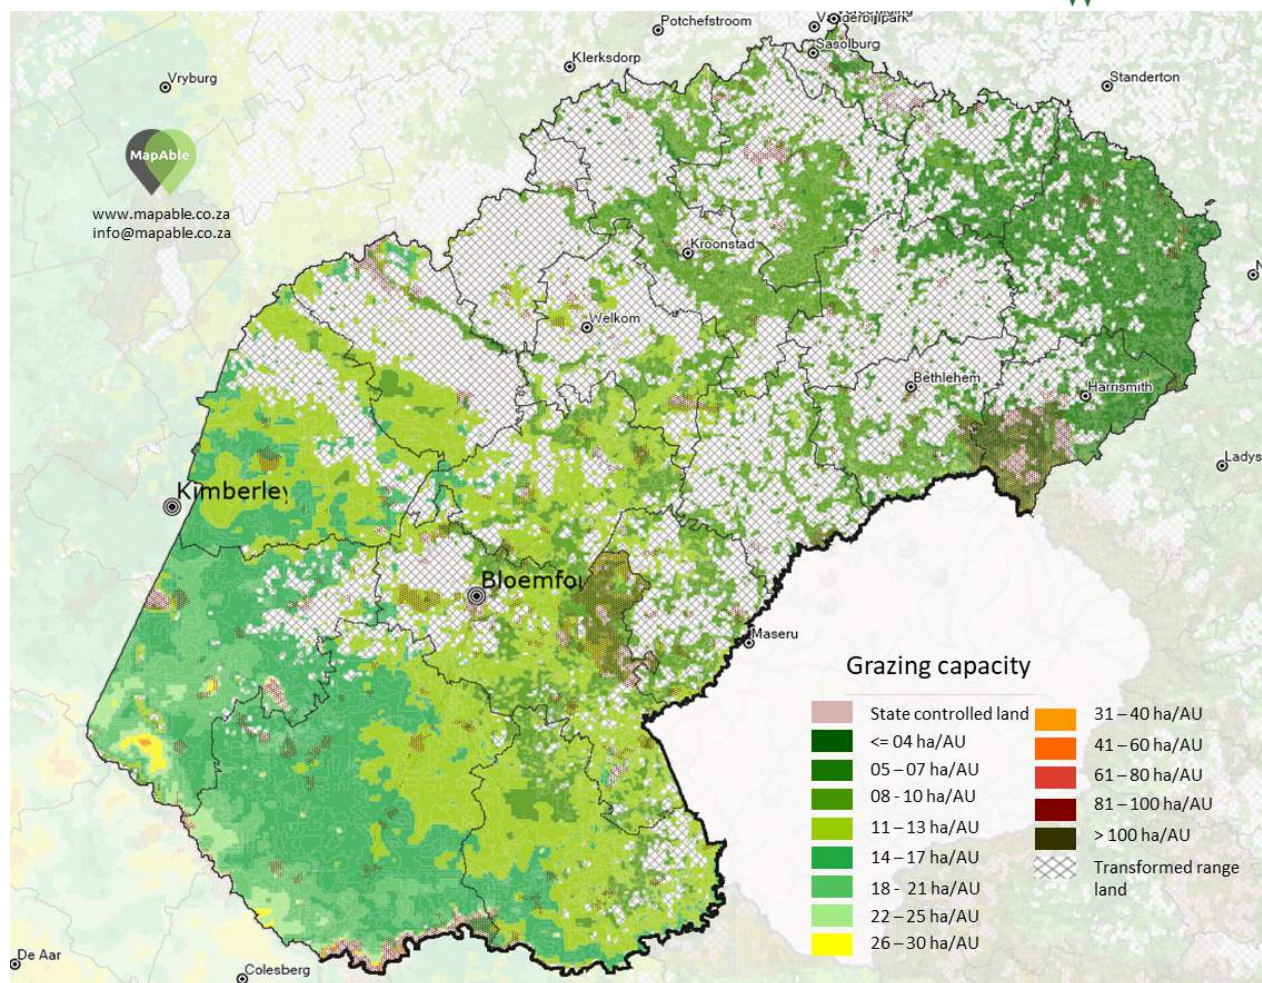 Potchefstroom
Vanderbijlpark
Sasolburg
Klerksdorp
Vryburg
Standerton
MapAble
www.mapable.co.za
info@mapable.co.za
Kroonstad
Welkom
Bethlehem
Harrismith
Ladys
Kimberley
Bloemfo
Maseru
Grazing capacity
State controlled land
<= 04 ha/AU
05 – 07 ha/AU
08 - 10 ha/AU
11 – 13 ha/AU
14 – 17 ha/AU
18 - 21 ha/AU
22 – 25 ha/AU
26 – 30 ha/AU
31 – 40 ha/AU
41 – 60 ha/AU
61 – 80 ha/AU
81 – 100 ha/AU
> 100 ha/AU
Transformed range
land
De Aar
Colesberg